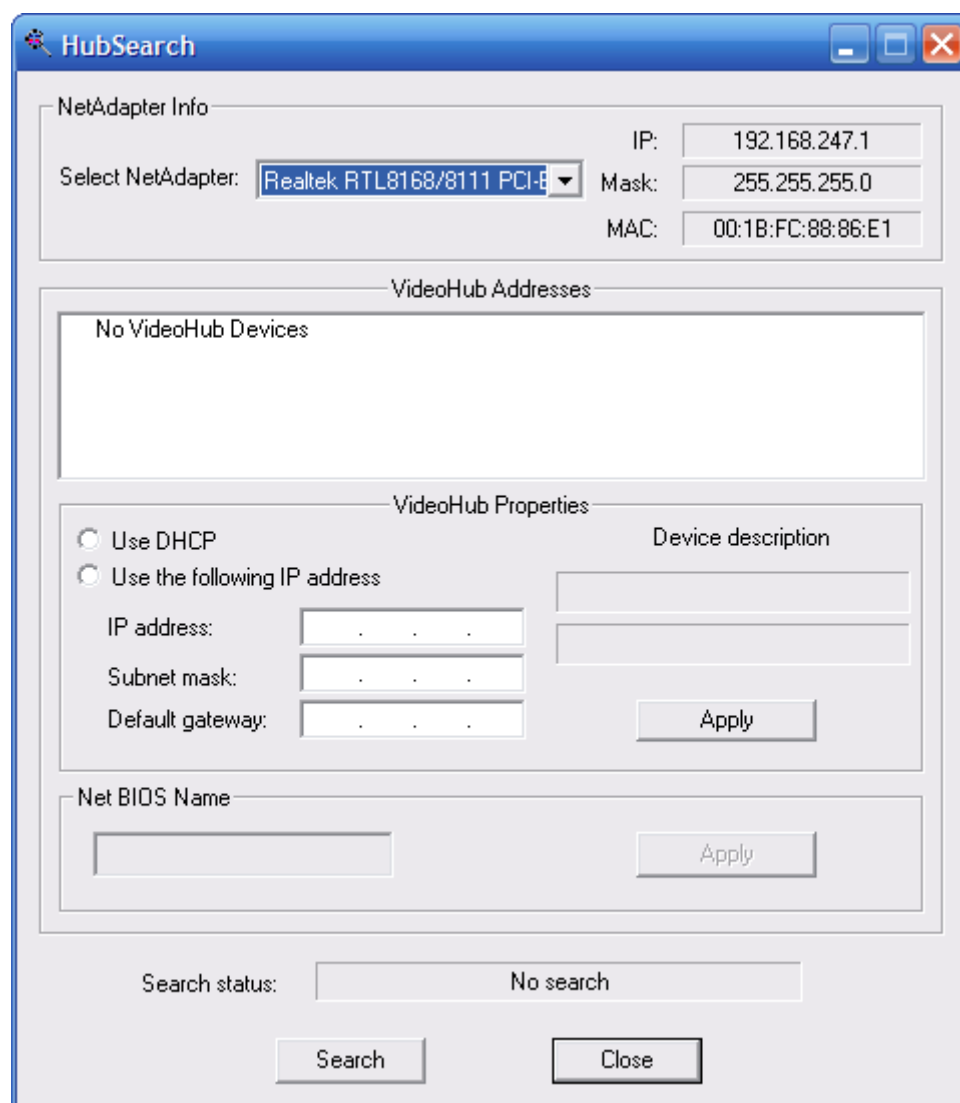 HubSearch
NetAdapter Info
IP: 192.168.247.1
Select NetAdapter: Realtek RTL8168/8111 PCI-E Mask: 255.255.255.0
MAC: 00:1B:FC:88:86:E1
VideoHub Addresses
No VideoHub Devices
VideoHub Properties
Use DHCP
Device description
Use the following IP address
IP address: . . .
Subnet mask: . . .
Default gateway: . . .
Apply
Net BIOS Name
Apply
Search status: No search
Search Close